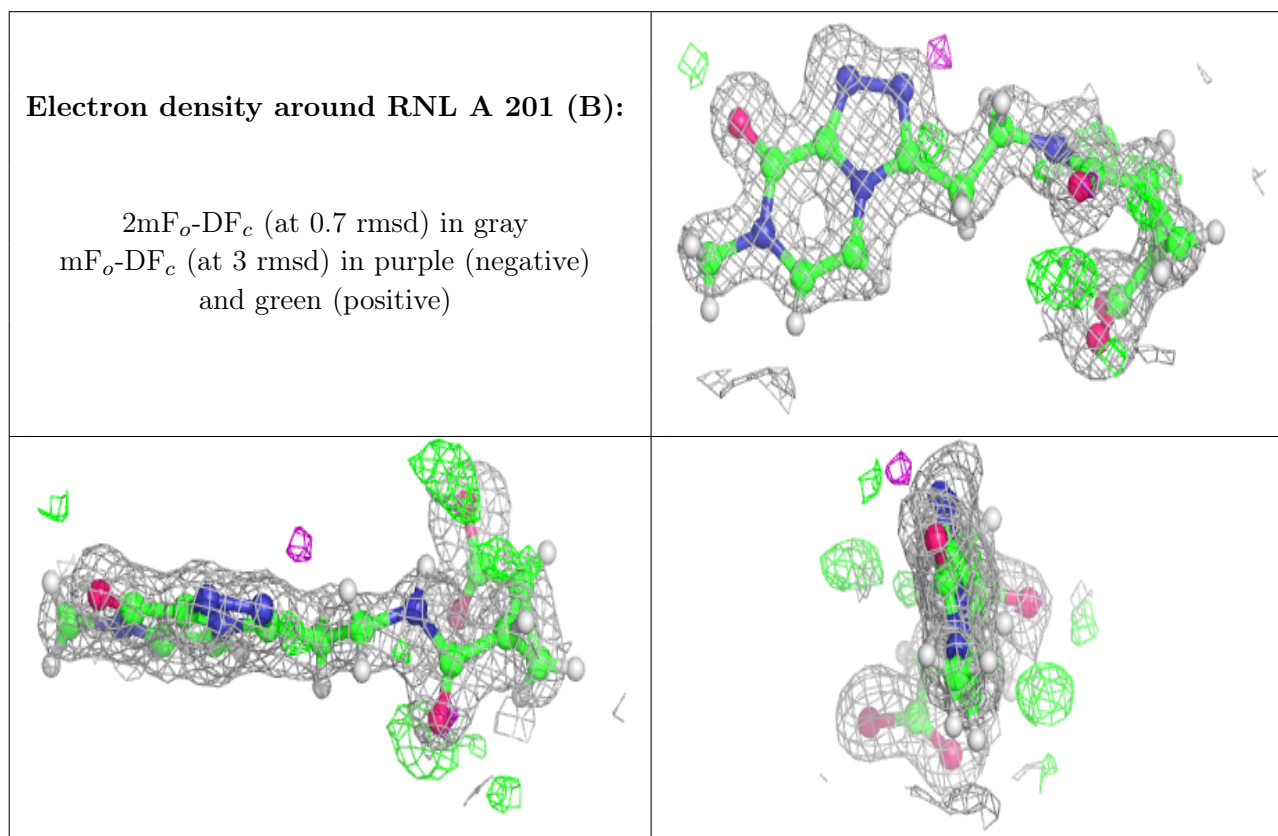 Electron density around RNL A 201 (B):
2mFₒ-DF𝒸 (at 0.7 rmsd) in gray
mFₒ-DF𝒸 (at 3 rmsd) in purple (negative)
and green (positive)